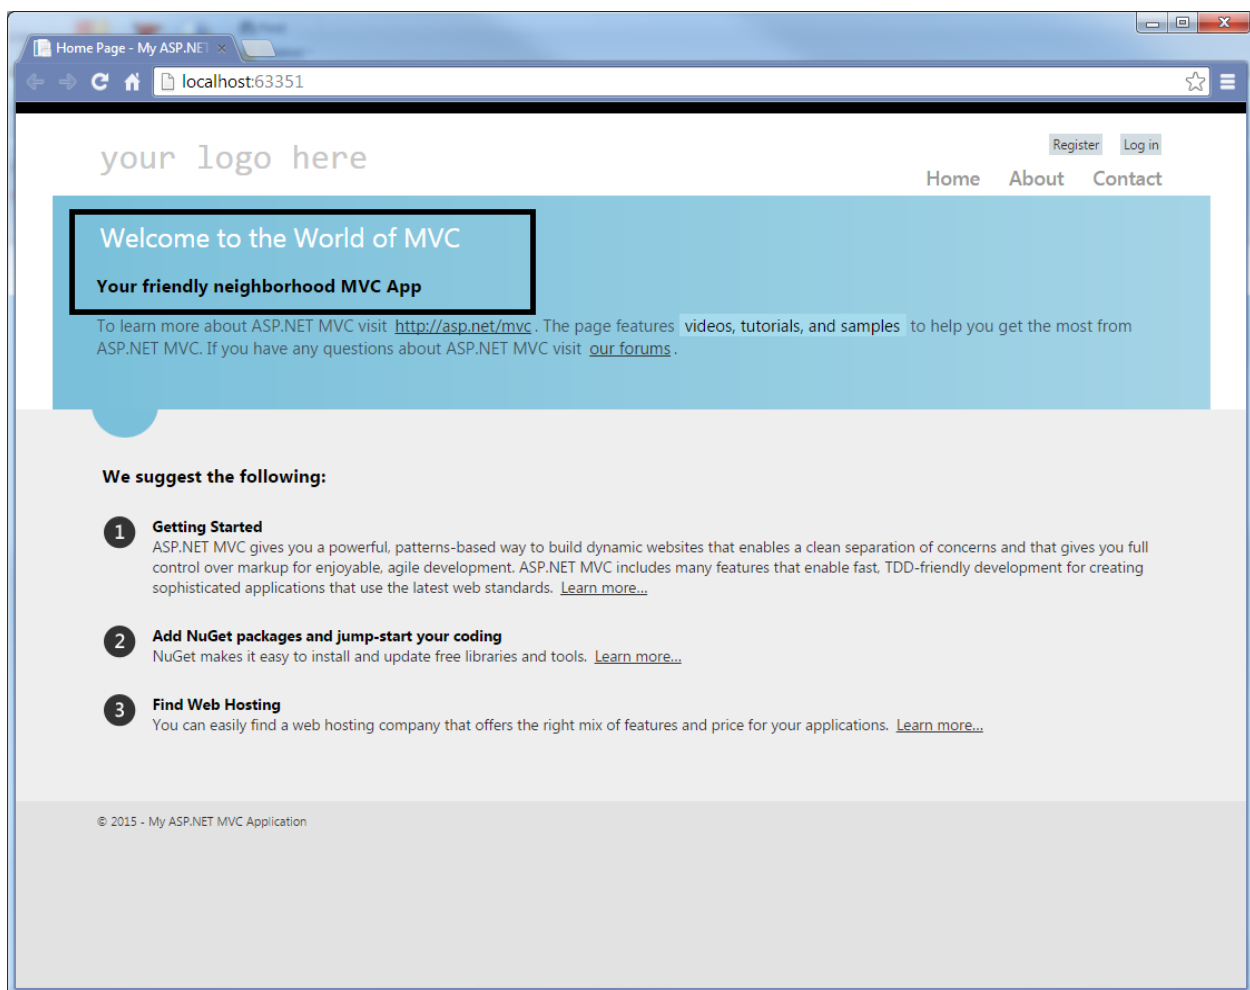 Home Page - My ASP.NE
localhost:63351
Register Log in
your logo here
Home About Contact
Welcome to the World of MVC
Your friendly neighborhood MVC App
To learn more about ASP.NET MVC visit http://asp.net/mvc . The page features videos, tutorials, and samples to help you get the most from
ASP.NET MVC. If you have any questions about ASP.NET MVC visit our forums .
We suggest the following:
1 Getting Started
ASP.NET MVC gives you a powerful, patterns-based way to build dynamic websites that enables a clean separation of concerns and that gives you full
control over markup for enjoyable, agile development. ASP.NET MVC includes many features that enable fast, TDD-friendly development for creating
sophisticated applications that use the latest web standards. Learn more...
2 Add NuGet packages and jump-start your coding
NuGet makes it easy to install and update free libraries and tools. Learn more...
3 Find Web Hosting
You can easily find a web hosting company that offers the right mix of features and price for your applications. Learn more...
© 2015 - My ASP.NET MVC Application